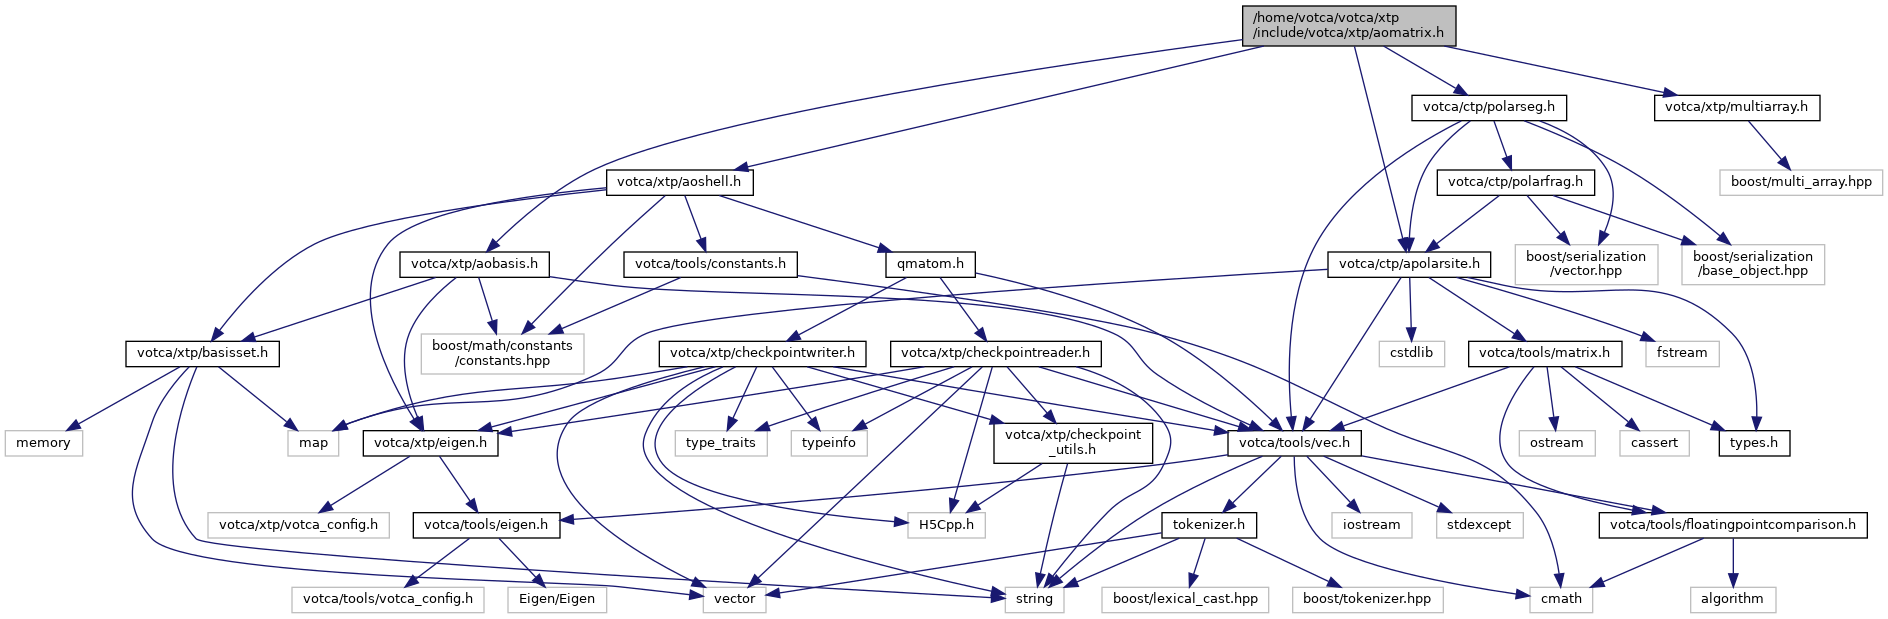 /home/votca/votca/xtp
/include/votca/xtp/aomatrix.h
votca/ctp/polarseg.h
votca/xtp/multiarray.h
votca/xtp/aoshell.h
votca/ctp/polarfrag.h
boost/multi_array.hpp
votca/xtp/aobasis.h
votca/tools/constants.h
qmatom.h
votca/ctp/apolarsite.h
boost/serialization
/vector.hpp
boost/serialization
/base_object.hpp
votca/xtp/basisset.h
boost/math/constants
/constants.hpp
votca/xtp/checkpointwriter.h
votca/xtp/checkpointreader.h
cstdlib
votca/tools/matrix.h
fstream
memory
map
votca/xtp/eigen.h
type_traits
typeinfo
votca/xtp/checkpoint
_utils.h
votca/tools/vec.h
ostream
cassert
types.h
votca/xtp/votca_config.h
votca/tools/eigen.h
H5Cpp.h
tokenizer.h
iostream
stdexcept
votca/tools/floatingpointcomparison.h
votca/tools/votca_config.h
Eigen/Eigen
vector
string
boost/lexical_cast.hpp
boost/tokenizer.hpp
cmath
algorithm